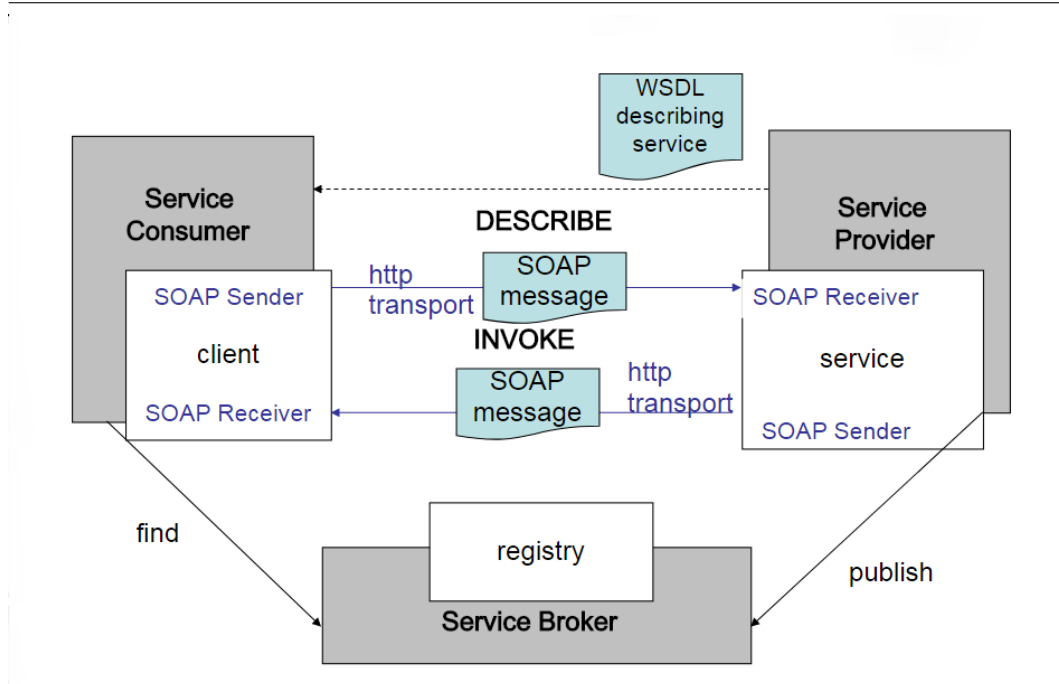 WSDL
describing
service
Service
Consumer
Service
Provider
DESCRIBE
http
transport
SOAP
message
SOAP Sender
SOAP Receiver
client
INVOKE
service
SOAP
message
http
transport
SOAP Receiver
SOAP Sender
find
registry
publish
Service Broker